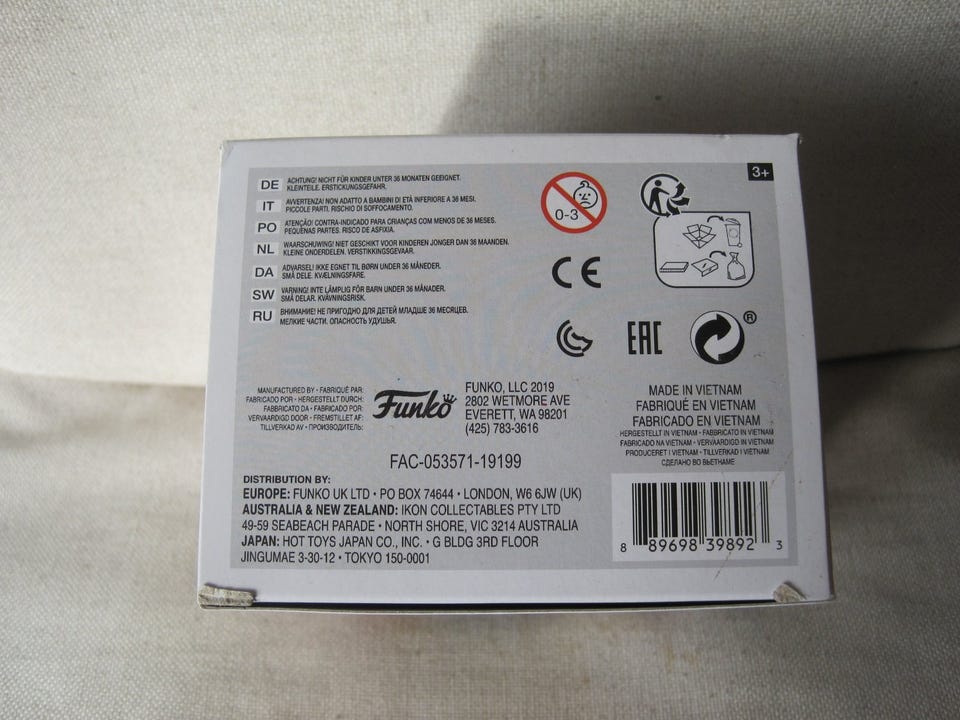 3+
DE ACHTUNG! NICHT FÜR KINDER UNTER 36 MONATEN GEEIGNET.
KLEINTEILE. ERSTICKUNGSGEFAHR.
IT AVVERTENZA! NON ADATTO A BAMBINI DI ETÀ INFERIORE A 36 MESI.
PICCOLE PARTI. RISCHIO DI SOFFOCAMENTO.
PO ATENÇÃO! CONTRA-INDICADO PARA CRIANÇAS COM MENOS DE 36 MESES.
PEQUENAS PARTES. RISCO DE ASFIXIA.
NL WAARSCHUWING! NIET GESCHIKT VOOR KINDEREN JONGER DAN 36 MAANDEN.
KLEINE ONDERDELEN. VERSTIKKINGSGEVAAR.
DA ADVARSEL! IKKE EGNET TIL BØRN UNDER 36 MÅNEDER.
SMÅ DELE. KVÆLNINGSFARE.
SW VARNING! INTE LÄMPLIG FÖR BARN UNDER 36 MÅNADER.
SMÅ DELAR. KVÄVNINGSRISK.
RU ВНИМАНИЕ! НЕ ПРИГОДНО ДЛЯ ДЕТЕЙ МЛАДШЕ 36 МЕСЯЦЕВ.
МЕЛКИЕ ЧАСТИ. ОПАСНОСТЬ УДУШЬЯ.
0-3
CE
EAC
®
MANUFACTURED BY • FABRIQUÉ PAR:
FABRICADO POR • HERGESTELLT DURCH:
FABBRICATO DA • FABRICADO POR:
VERVAARDIGD DOOR • FREMSTILLET AF:
TILLVERKAD AV • ПРОИЗВОДИТЕЛЬ:
Funko
FUNKO, LLC 2019
2802 WETMORE AVE
EVERETT, WA 98201
(425) 783-3616
MADE IN VIETNAM
FABRIQUÉ EN VIETNAM
FABRICADO EN VIETNAM
HERGESTELLT IN VIETNAM • FABBRICATO IN VIETNAM
FABRICADO NA VIETNAM • VERVAARDIGD IN VIETNAM
PRODUCERET I VIETNAM • TILLVERKAD I VIETNAM
СДЕЛАНО ВО ВЬЕТНАМЕ
FAC-053571-19199
DISTRIBUTION BY:
EUROPE: FUNKO UK LTD • PO BOX 74644 • LONDON, W6 6JW (UK)
AUSTRALIA & NEW ZEALAND: IKON COLLECTABLES PTY LTD
49-59 SEABEACH PARADE • NORTH SHORE, VIC 3214 AUSTRALIA
JAPAN: HOT TOYS JAPAN CO., INC. • G BLDG 3RD FLOOR
JINGUMAE 3-30-12 • TOKYO 150-0001
8 89698 39892 3